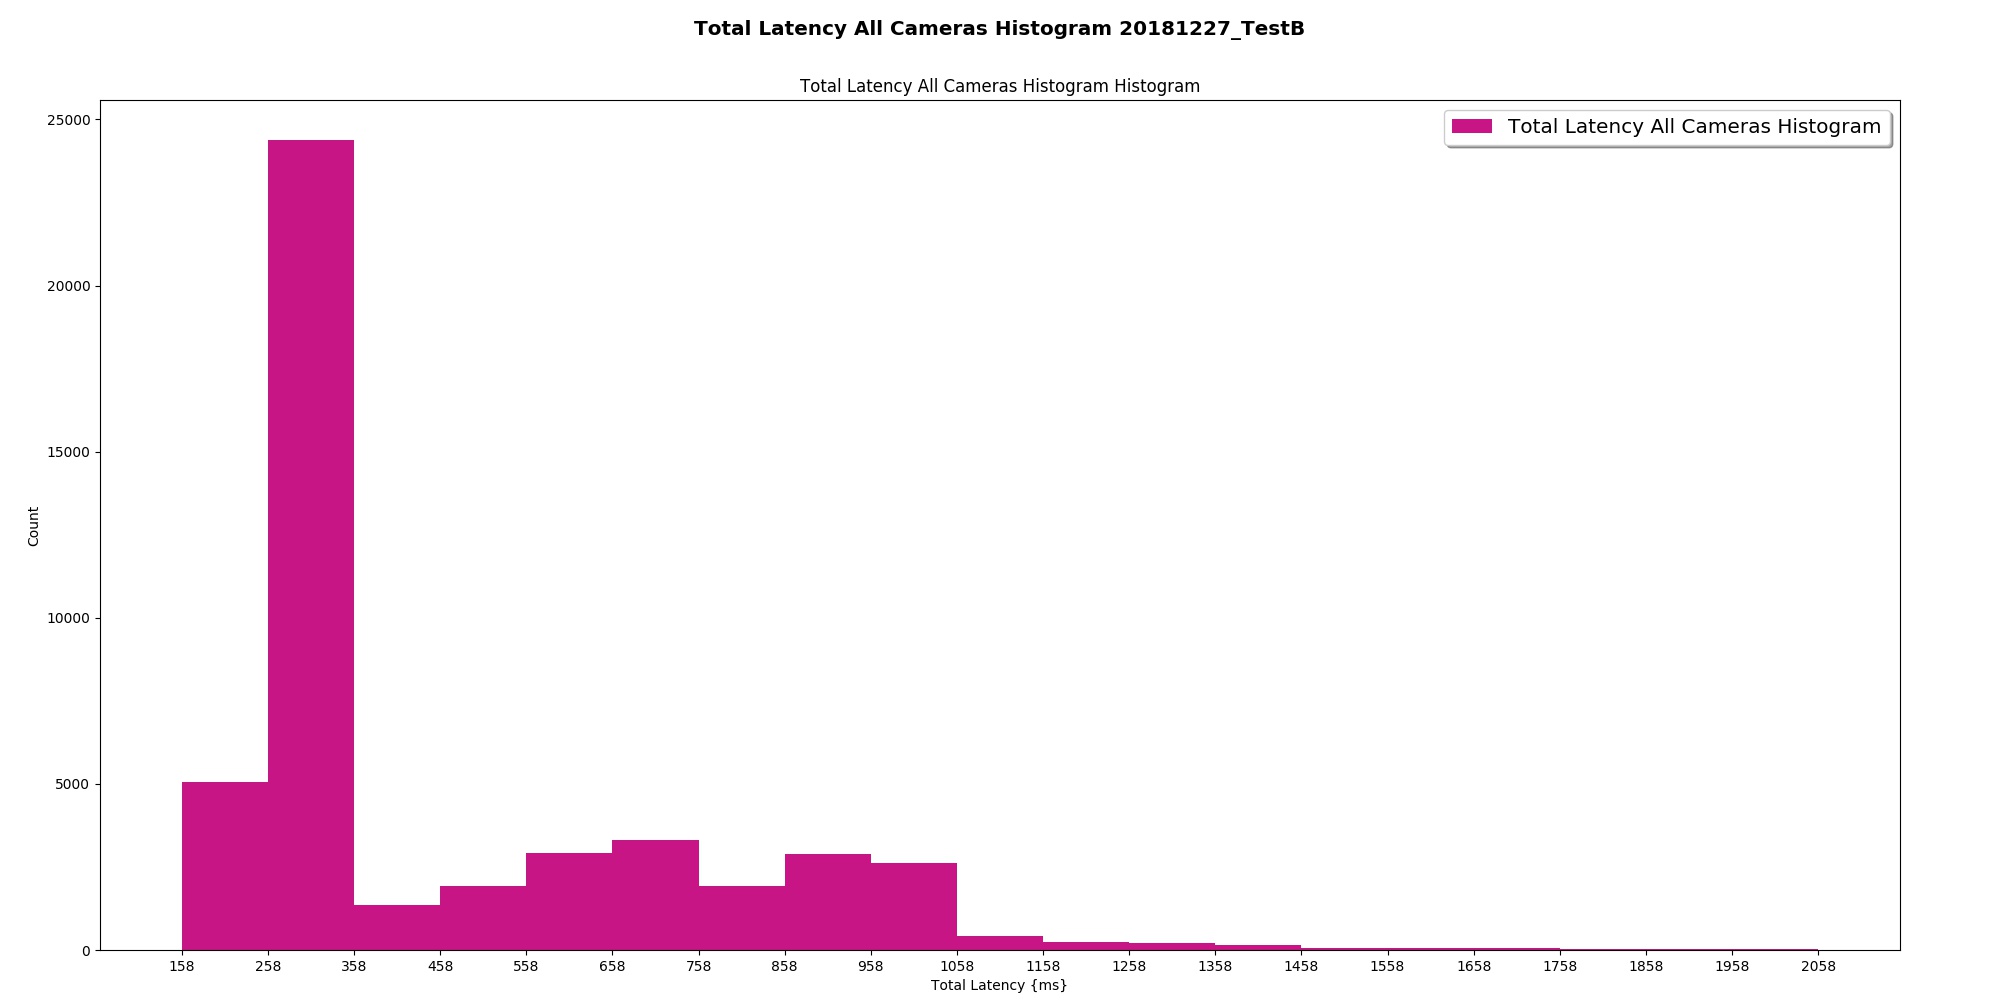 Total Latency All Cameras Histogram 20181227_TestB
Total Latency All Cameras Histogram Histogram
Total Latency All Cameras Histogram
25000
20000
15000
10000
5000
0
Count
158 258 358 458 558 658 758 858 958 1058 1158 1258 1358 1458 1558 1658 1758 1858 1958 2058
Total Latency {ms}